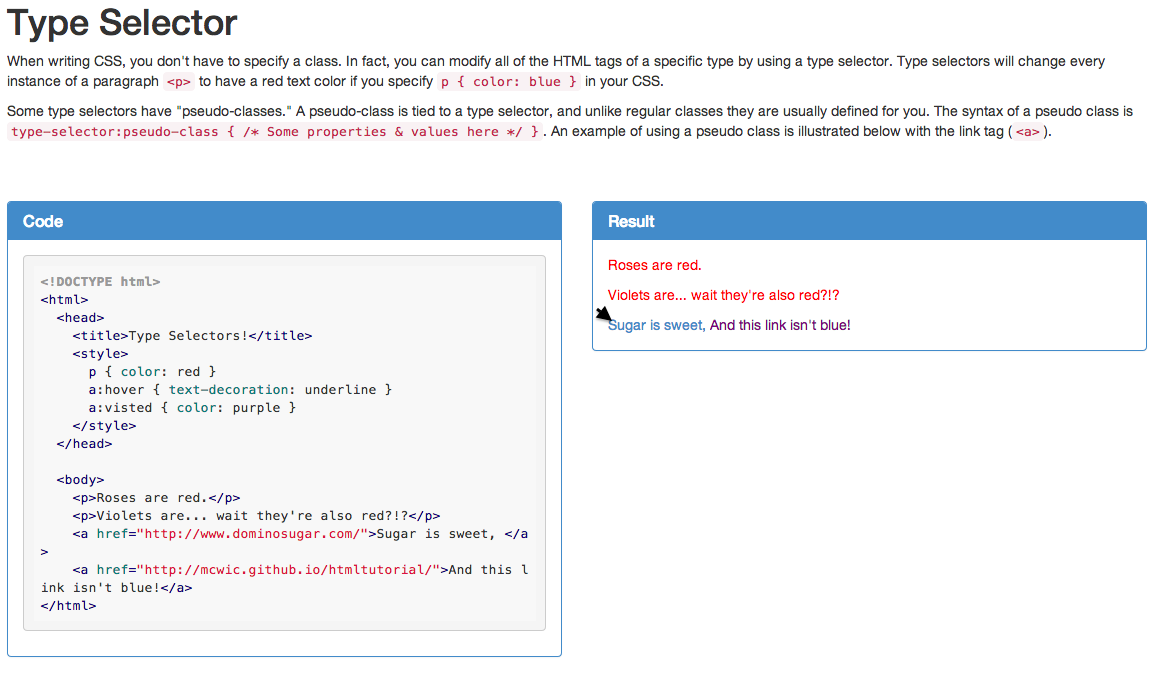 Type Selector
When writing CSS, you don't have to specify a class. In fact, you can modify all of the HTML tags of a specific type by using a type selector. Type selectors will change every
instance of a paragraph <p> to have a red text color if you specify p { color: blue } in your CSS.
Some type selectors have "pseudo-classes." A pseudo-class is tied to a type selector, and unlike regular classes they are usually defined for you. The syntax of a pseudo class is
type-selector:pseudo-class { /* Some properties & values here */ } . An example of using a pseudo class is illustrated below with the link tag ( <a> ).
Code
<!DOCTYPE html>
<html>
  <head>
    <title>Type Selectors!</title>
    <style>
      p { color: red }
      a:hover { text-decoration: underline }
      a:visted { color: purple }
    </style>
  </head>

  <body>
    <p>Roses are red.</p>
    <p>Violets are... wait they're also red?!?</p>
    <a href="http://www.dominosugar.com/">Sugar is sweet, </a
>
    <a href="http://mcwic.github.io/htmltutorial/">And this l
ink isn't blue!</a>
</html>
Result
Roses are red.
Violets are... wait they're also red?!?
Sugar is sweet, And this link isn't blue!